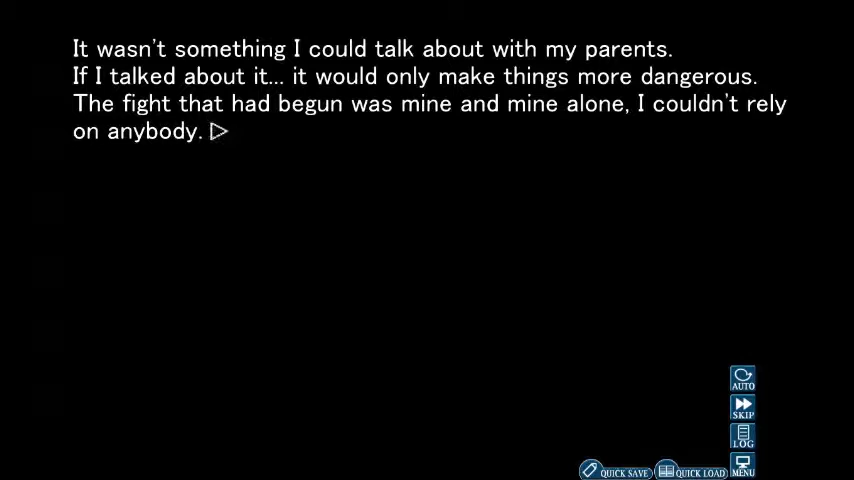 It wasn't something I could talk about with my parents.
If I talked about it... it would only make things more dangerous.
The fight that had begun was mine and mine alone, I couldn't rely
on anybody.
AUTO
SKIP
LOG
MENU
QUICK SAVE
QUICK LOAD